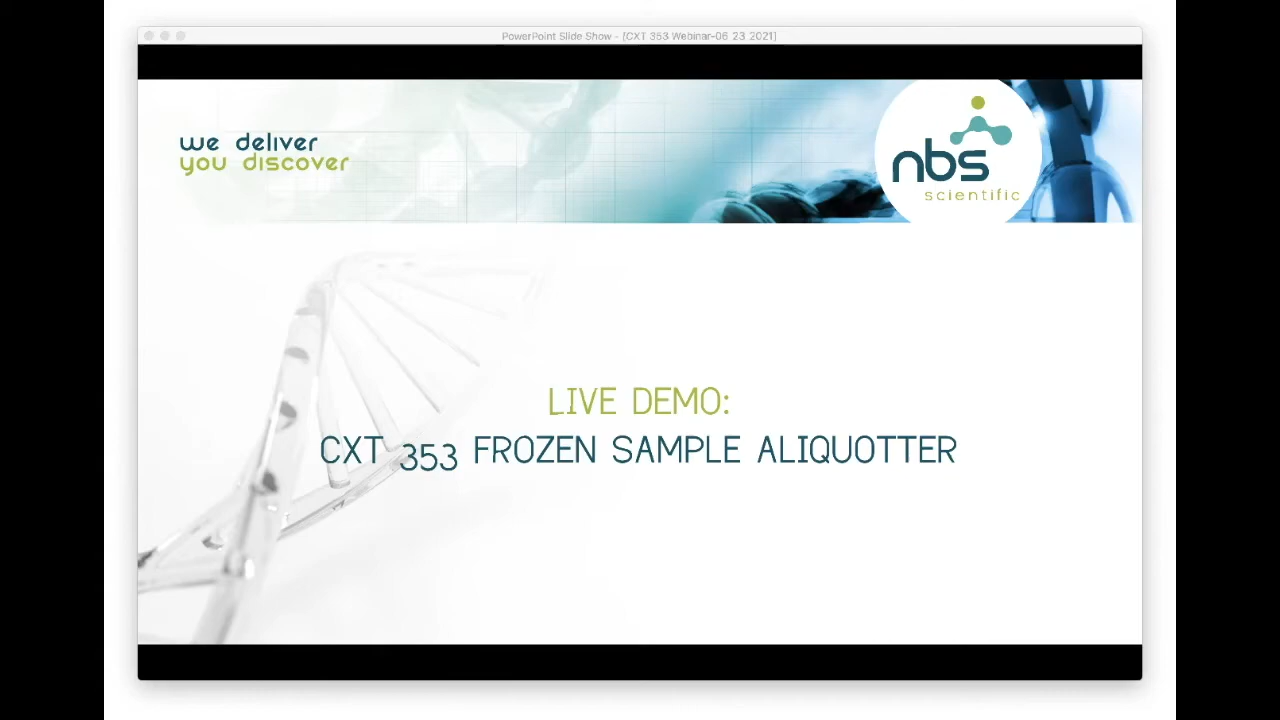 PowerPoint Slide Show - [CXT 353 Webinar-06 23 2021]
we deliver
you discover
nbs
scientific
LIVE DEMO:
CXT 353 FROZEN SAMPLE ALIQUOTTER